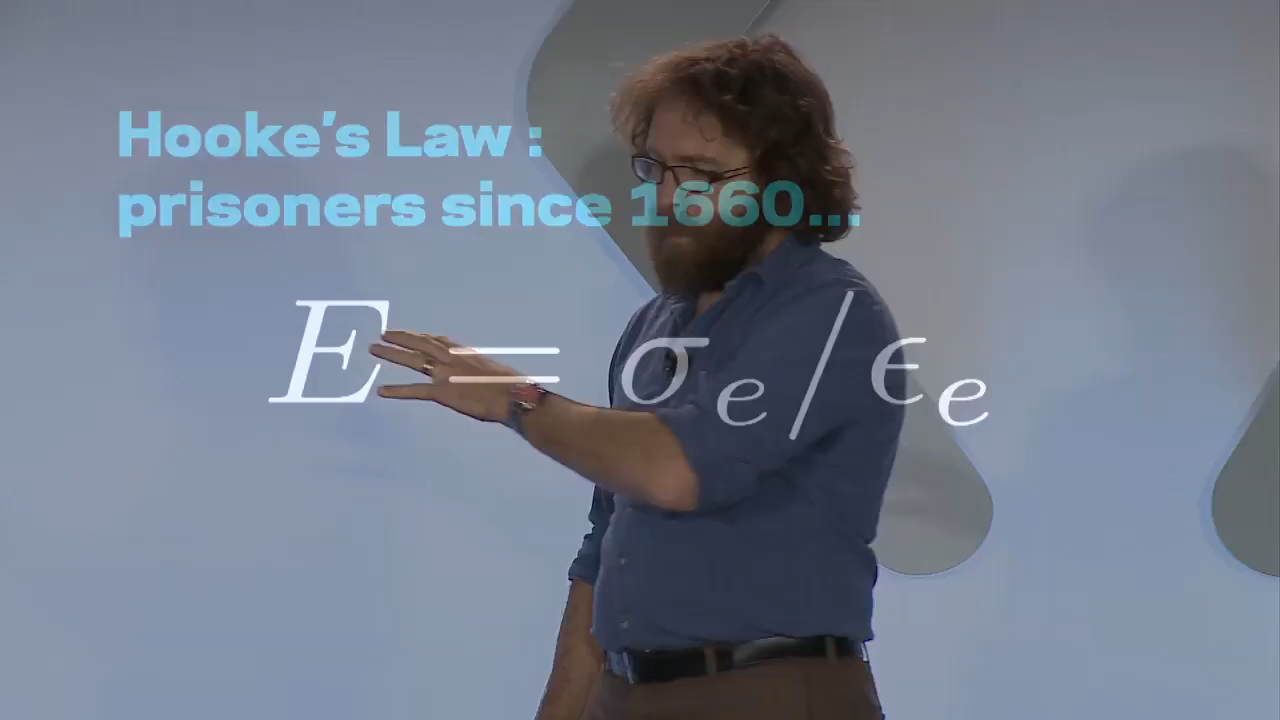 Hooke's Law :
prisoners since 1660...
E = σₑ/ϵₑ